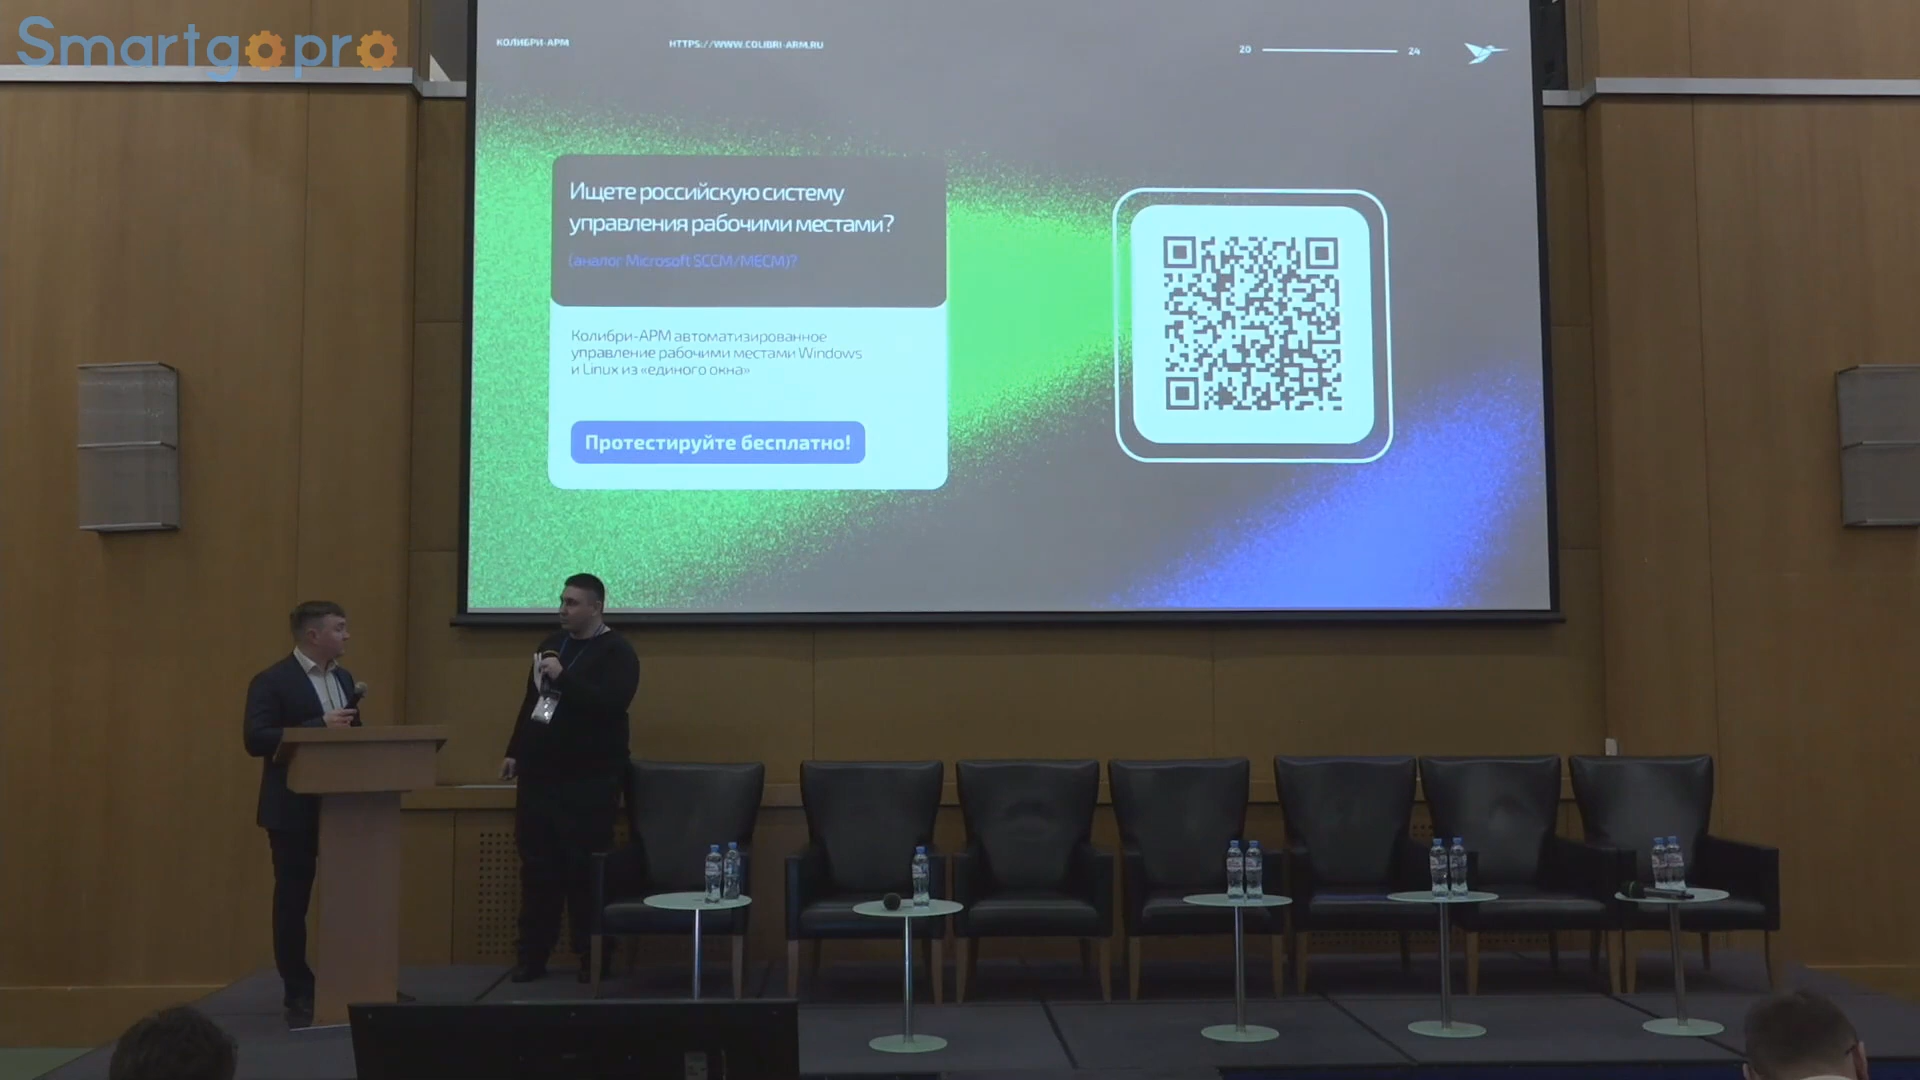 Smartgopro
КОЛИБРИ-АРМ
HTTPS://WWW.COLIBRI-ARM.RU
20
24
Ищете российскую систему
управления рабочими местами?
(аналог Microsoft SCCM/MECM)?
Колибри-АРМ автоматизированное
управление рабочими местами Windows
и Linux из «единого окна»
Протестируйте бесплатно!